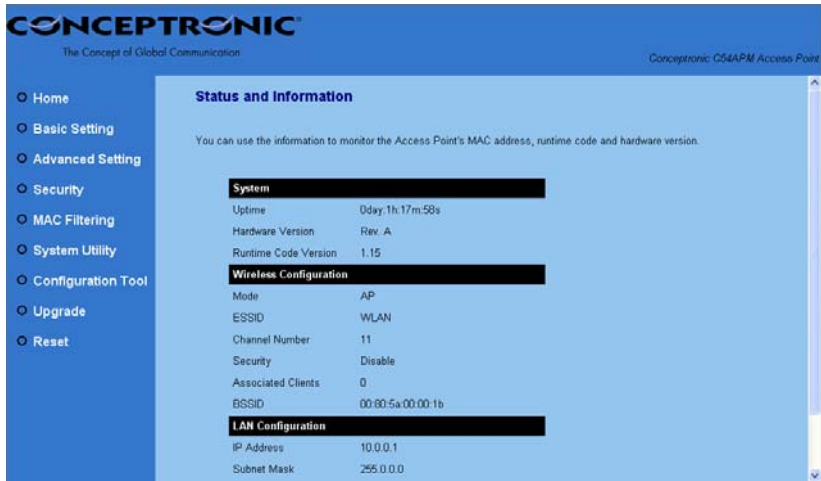 CONCEPTRONIC
The Concept of Global Communication
Conceptronic C54APM Access Point
Home
Basic Setting
Advanced Setting
Security
MAC Filtering
System Utility
Configuration Tool
Upgrade
Reset
Status and Information
You can use the information to monitor the Access Point's MAC address, runtime code and hardware version.
System
Uptime 0day:1h:17m:58s
Hardware Version Rev. A
Runtime Code Version 1.15
Wireless Configuration
Mode AP
ESSID WLAN
Channel Number 11
Security Disable
Associated Clients 0
BSSID 00:80:5a:00:00:1b
LAN Configuration
IP Address 10.0.0.1
Subnet Mask 255.0.0.0